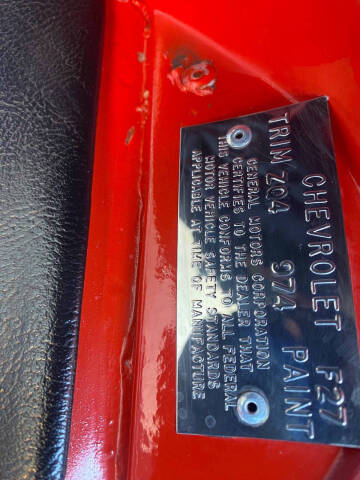 CHEVROLET F27
TRIM ZQ4 974 PAINT
GENERAL MOTORS CORPORATION
CERTIFIES TO THE DEALER THAT
THIS VEHICLE CONFORMS TO ALL FEDERAL
MOTOR VEHICLE SAFETY STANDARDS
APPLICABLE AT TIME OF MANUFACTURE